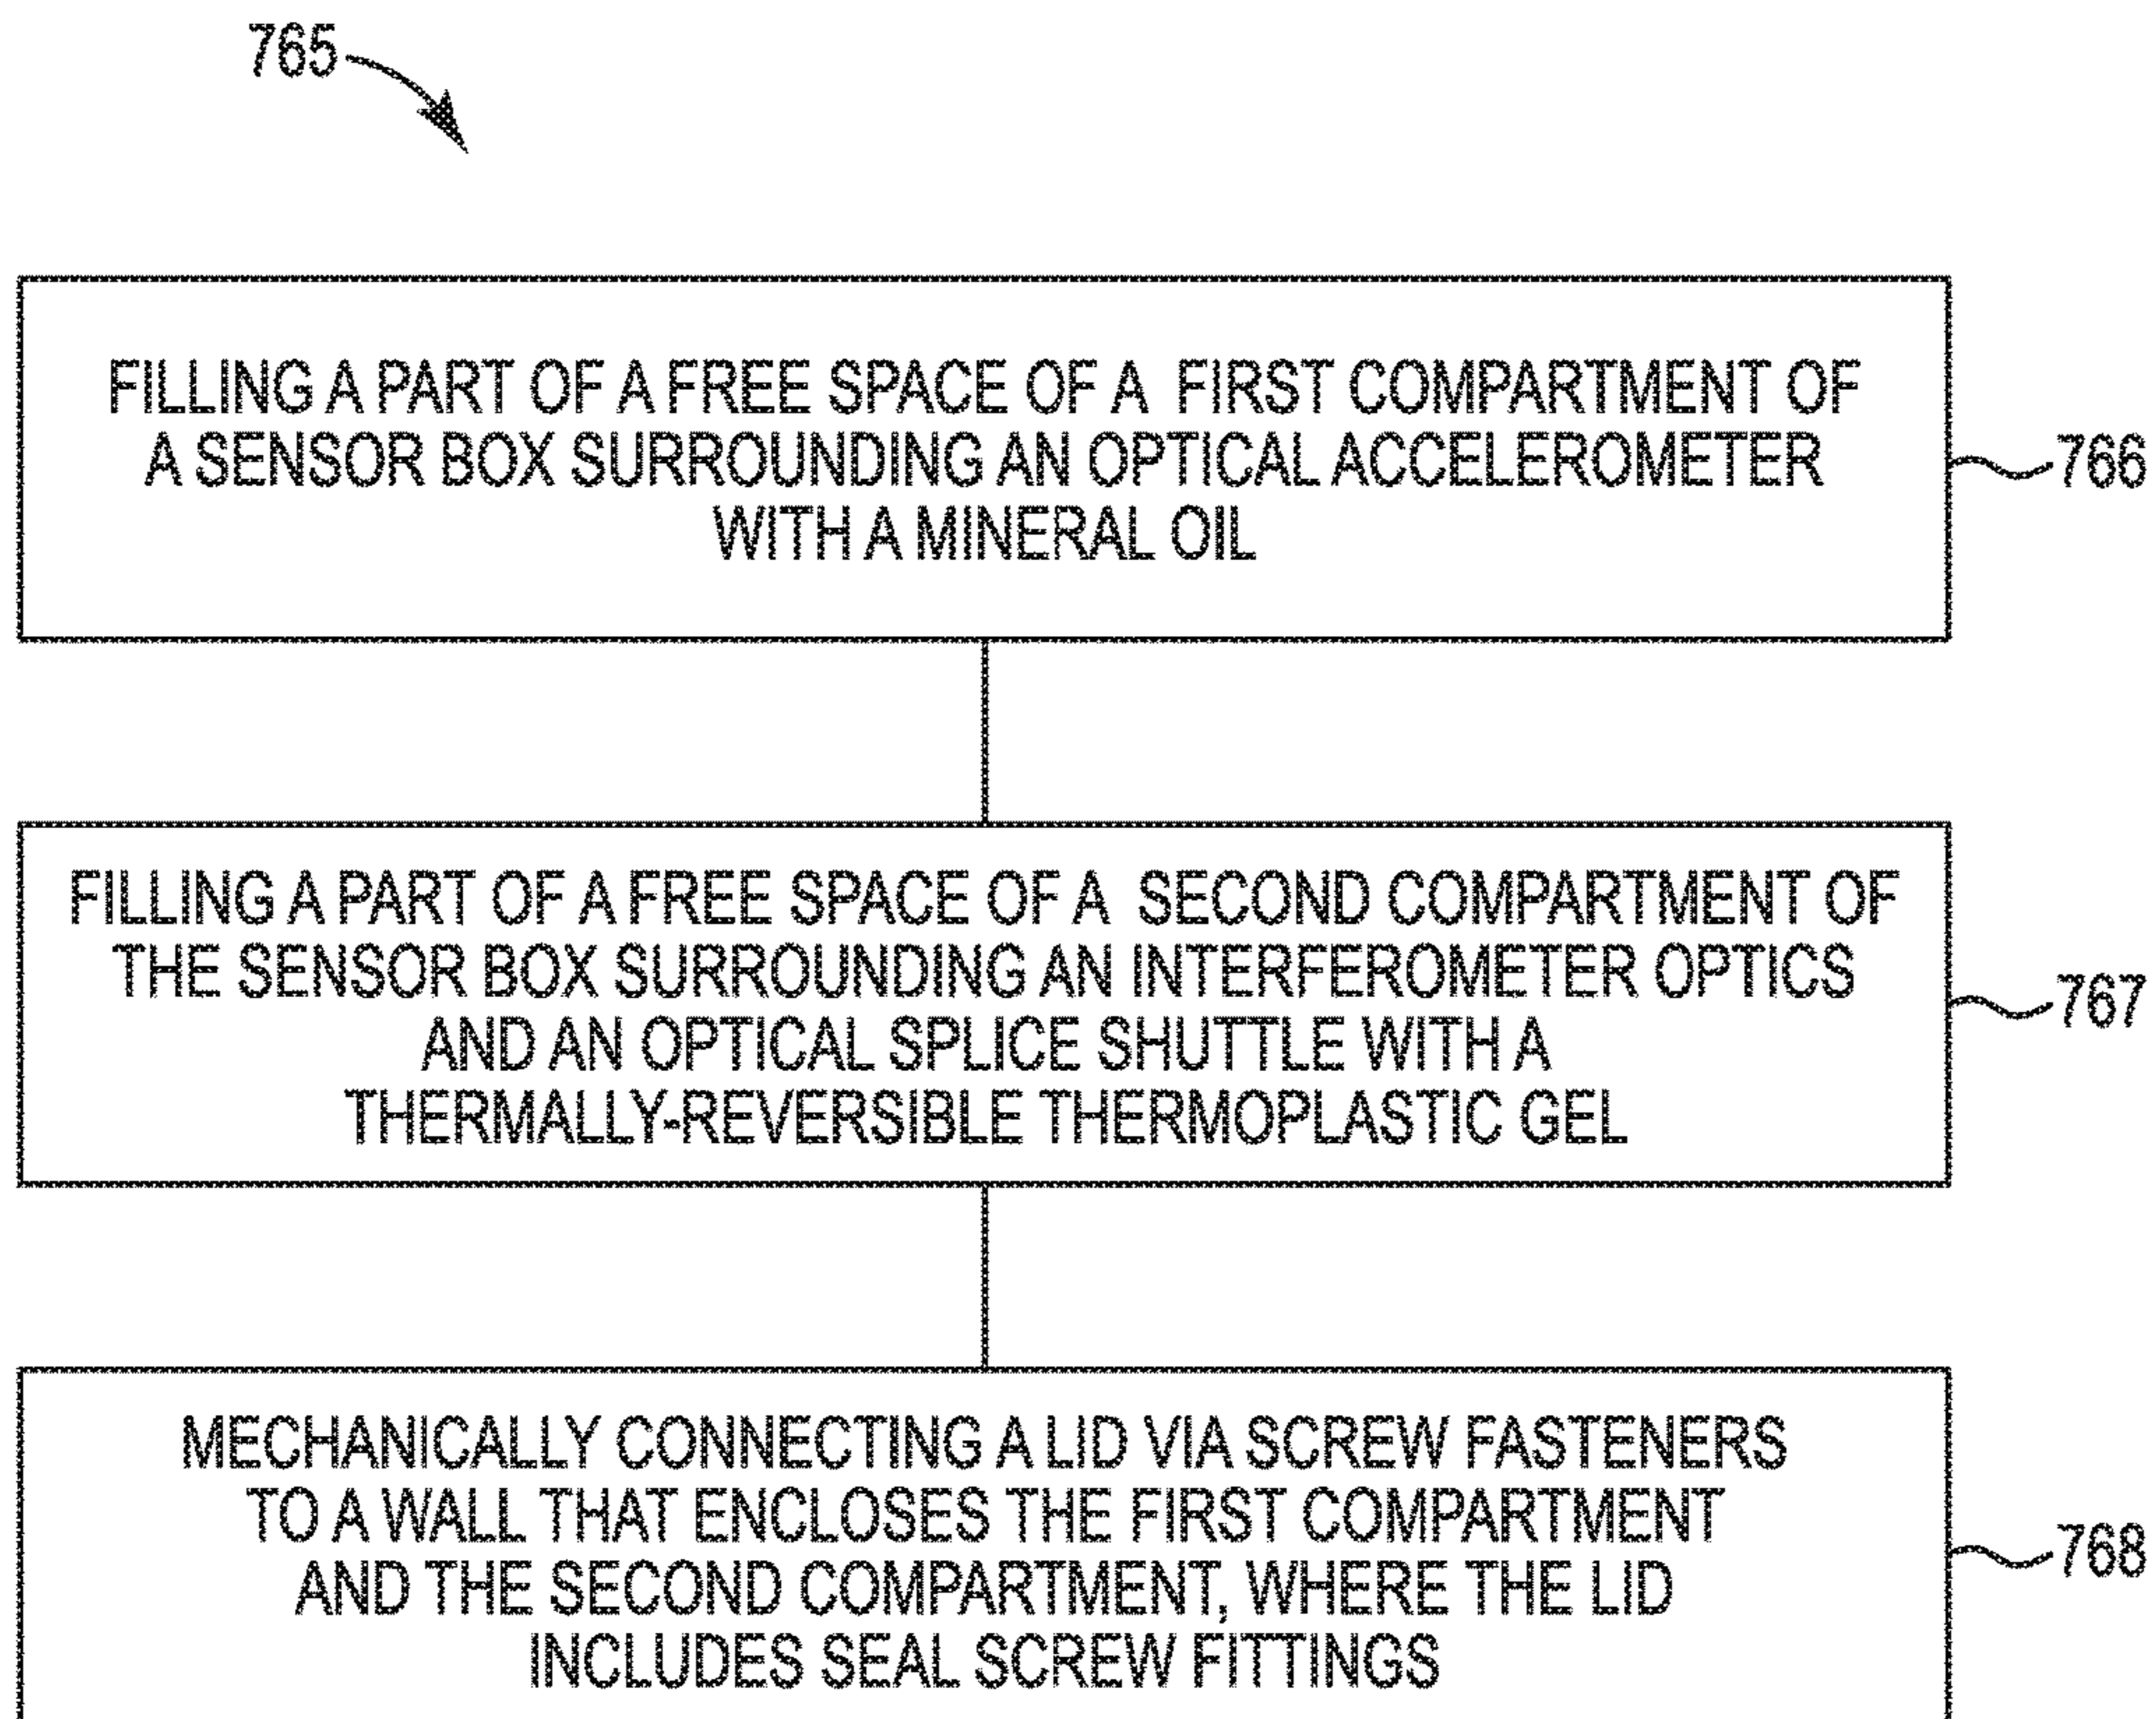 765
FILLING A PART OF A FREE SPACE OF A FIRST COMPARTMENT OF
A SENSOR BOX SURROUNDING AN OPTICAL ACCELEROMETER
WITH A MINERAL OIL
766
FILLING A PART OF A FREE SPACE OF A SECOND COMPARTMENT OF
THE SENSOR BOX SURROUNDING AN INTERFEROMETER OPTICS
AND AN OPTICAL SPLICE SHUTTLE WITH A
THERMALLY-REVERSIBLE THERMOPLASTIC GEL
767
MECHANICALLY CONNECTING A LID VIA SCREW FASTENERS
TO A WALL THAT ENCLOSES THE FIRST COMPARTMENT
AND THE SECOND COMPARTMENT, WHERE THE LID
INCLUDES SEAL SCREW FITTINGS
768